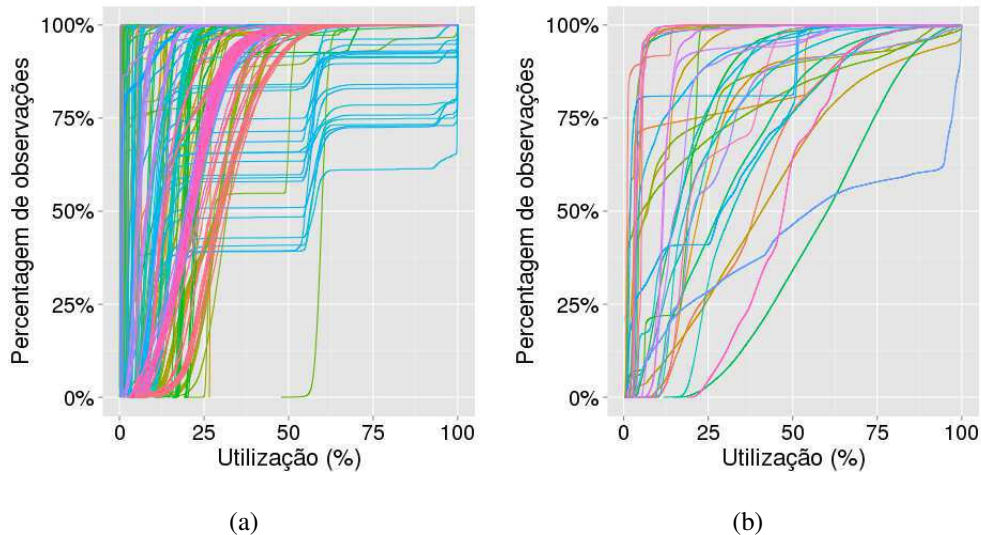 100%
75%
50%
25%
0%
Percentagem de observações
0 25 50 75 100
Utilização (%)
(a)
100%
75%
50%
25%
0%
Percentagem de observações
0 25 50 75 100
Utilização (%)
(b)